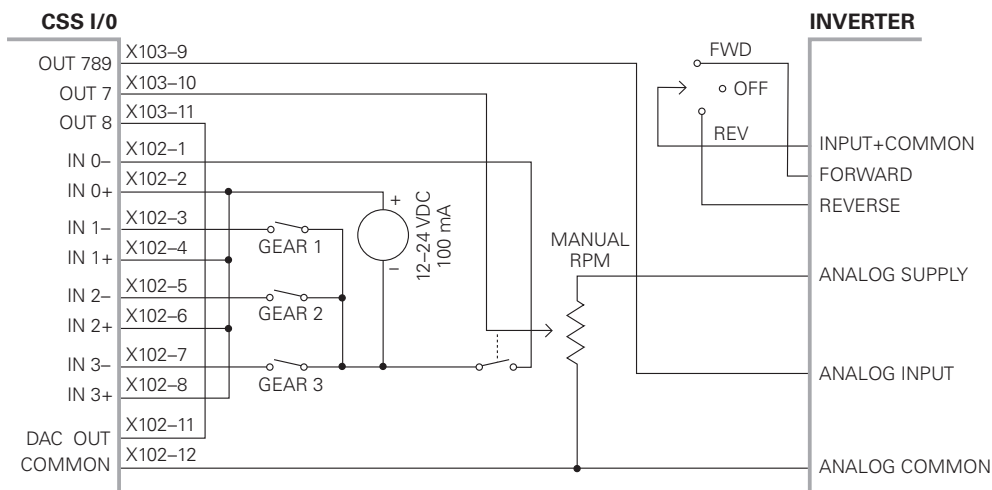 CSS I/0
INVERTER
OUT 789
X103–9
OUT 7
X103–10
OUT 8
X103–11
IN 0–
X102–1
IN 0+
X102–2
IN 1–
X102–3
IN 1+
X102–4
IN 2–
X102–5
IN 2+
X102–6
IN 3–
X102–7
IN 3+
X102–8
DAC OUT
X102–11
COMMON
X102–12
GEAR 1
GEAR 2
GEAR 3
+
–
12–24 VDC
100 mA
MANUAL
RPM
FWD
OFF
REV
INPUT+COMMON
FORWARD
REVERSE
ANALOG SUPPLY
ANALOG INPUT
ANALOG COMMON